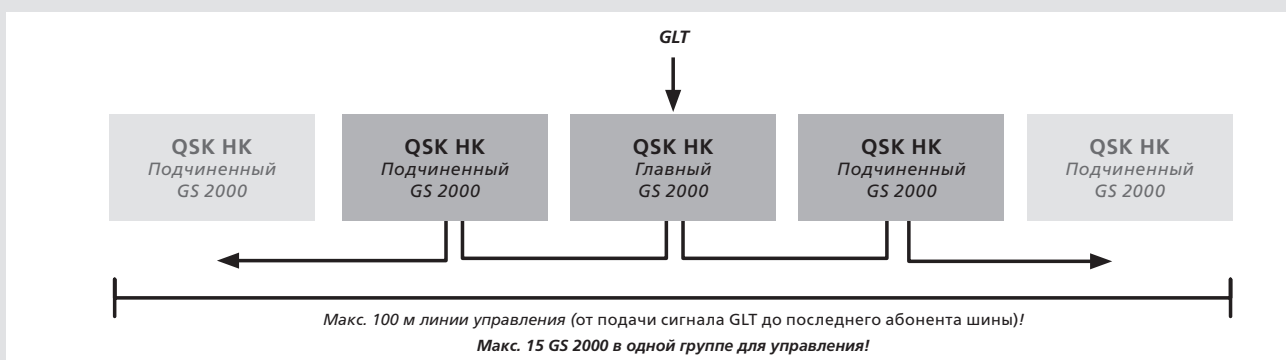 GLT
QSK HK
Подчиненный
GS 2000
QSK HK
Подчиненный
GS 2000
QSK HK
Главный
GS 2000
QSK HK
Подчиненный
GS 2000
QSK HK
Подчиненный
GS 2000
Макс. 100 м линии управления (от подачи сигнала GLT до последнего абонента шины)!
Макс. 15 GS 2000 в одной группе для управления!